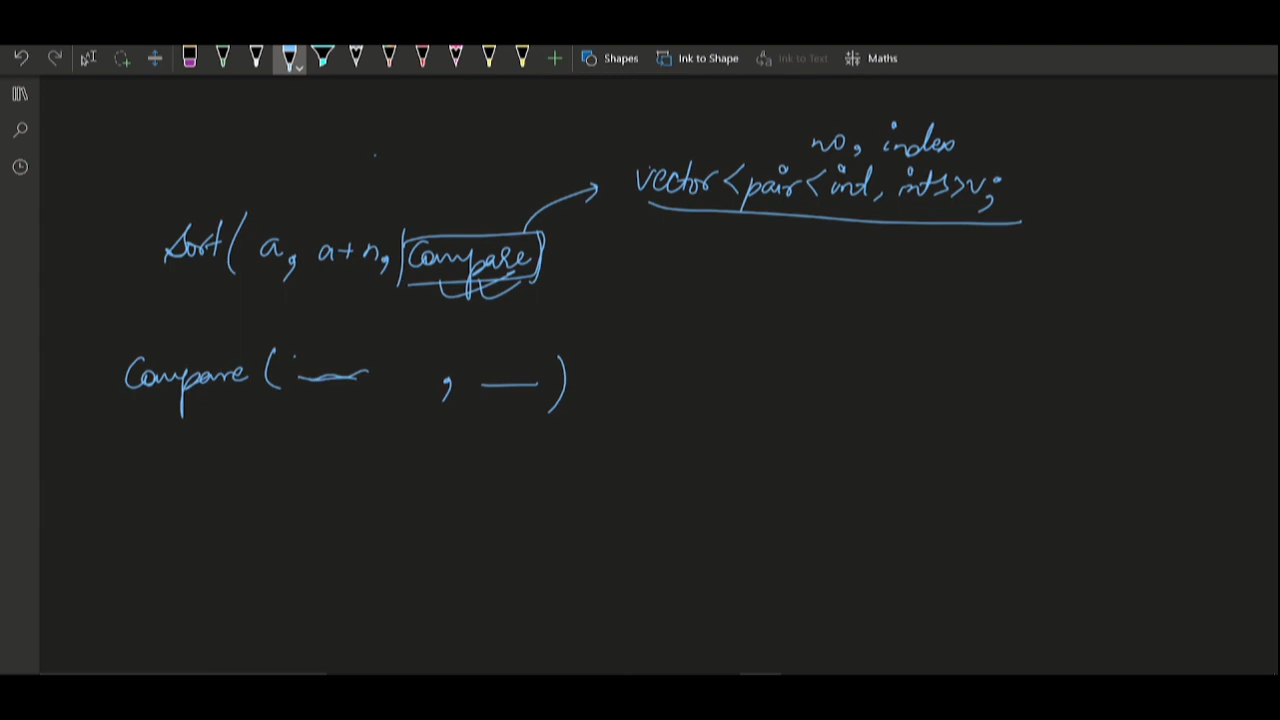 Ink to Shape
Shapes
Ink to Text
Maths
no, index
vector<pair<int, int>>v;
Sort(a, a+n, Compare)
Compare( , )